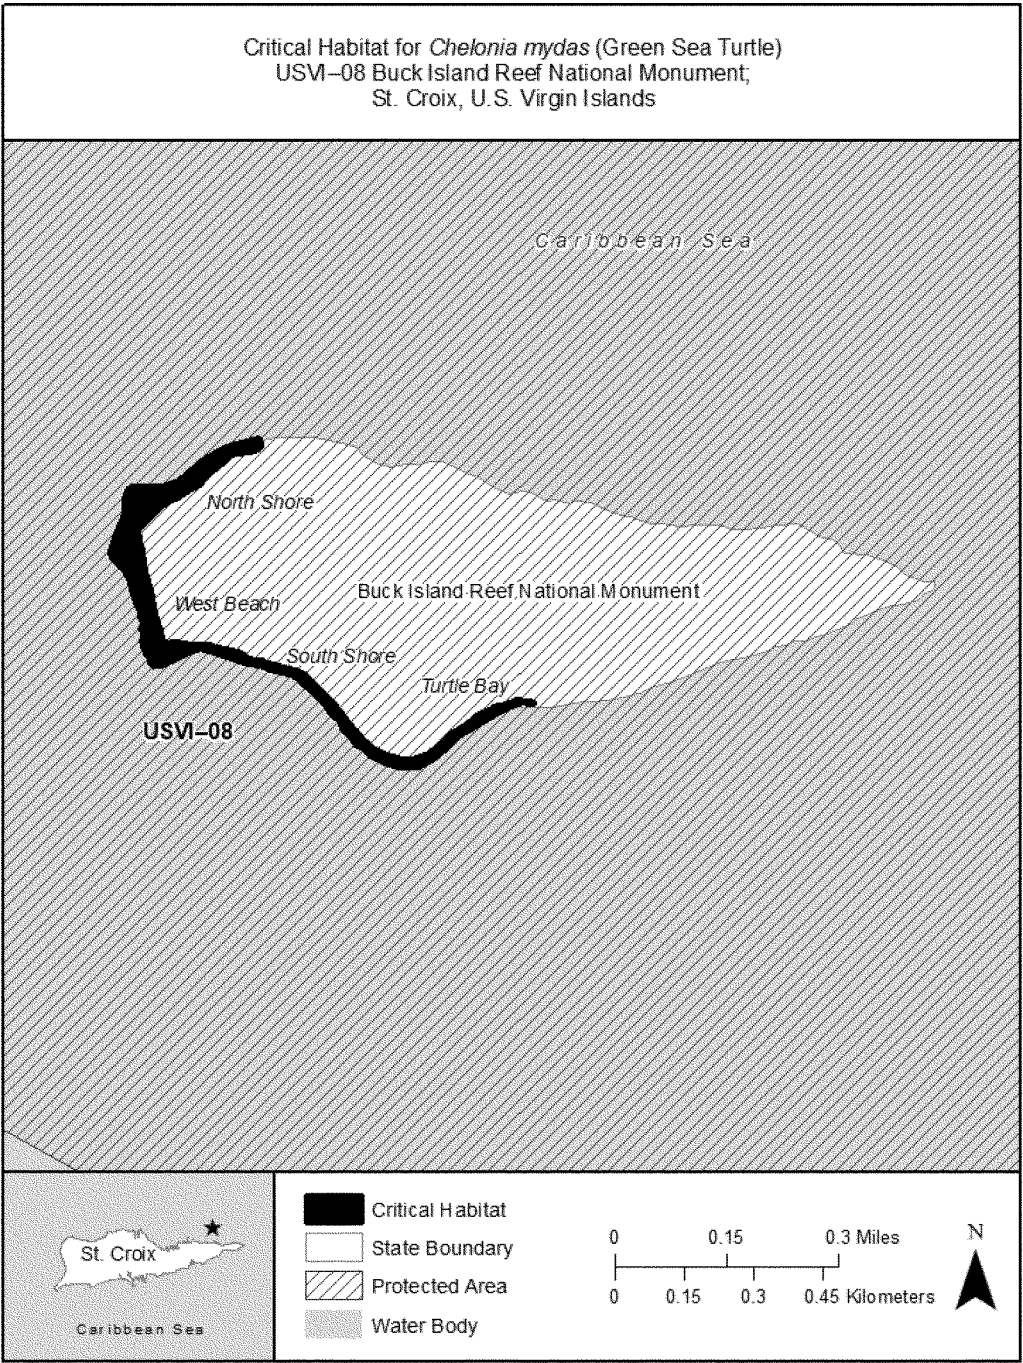 Critical Habitat for Chelonia mydas (Green Sea Turtle)
USVI–08 Buck Island Reef National Monument;
St. Croix, U.S. Virgin Islands
Caribbean Sea
North Shore
Buck Island Reef National Monument
West Beach
South Shore
Turtle Bay
USVI–08
St. Croix
Caribbean Sea
Critical Habitat
State Boundary
Protected Area
Water Body
0 0.15 0.3 Miles
0 0.15 0.3 0.45 Kilometers
N